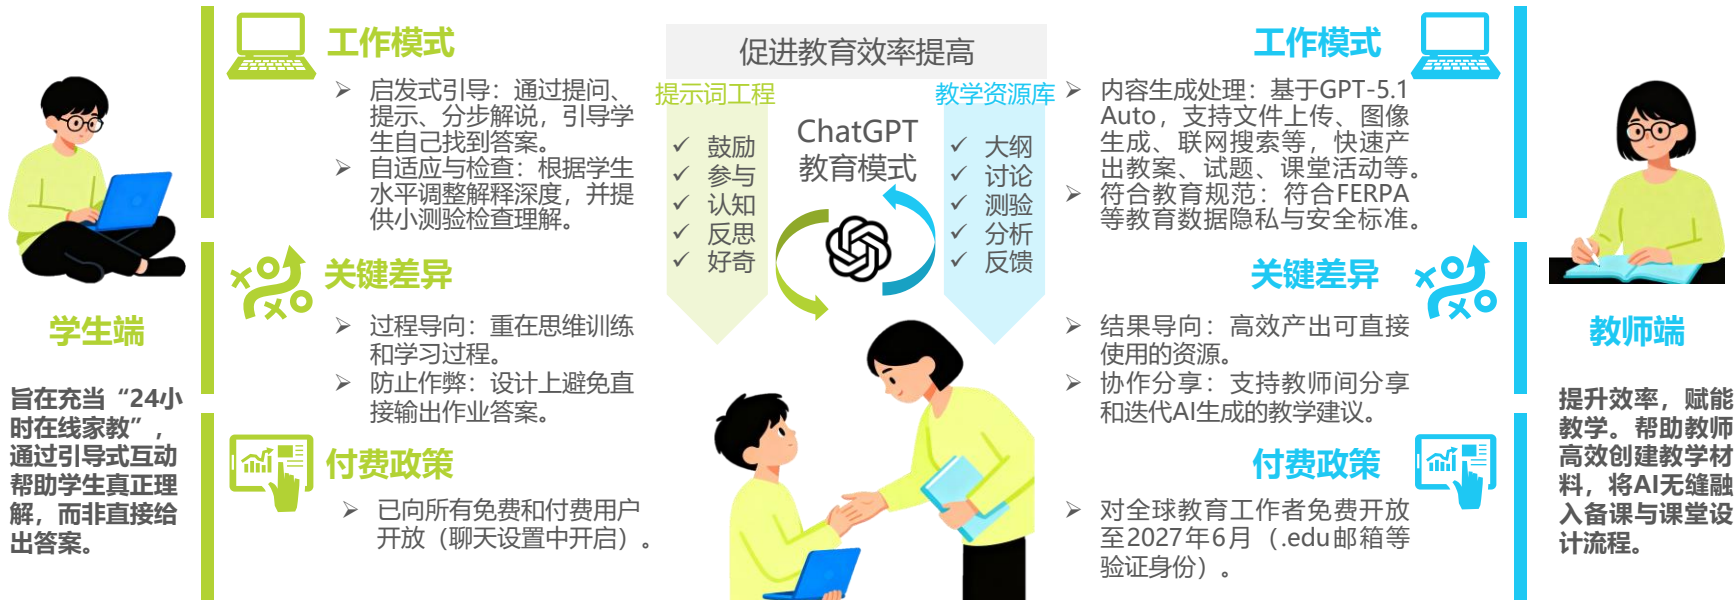 学生端
旨在充当“24小
时在线家教”，
通过引导式互动
帮助学生真正理
解，而非直接给
出答案。
工作模式
➢ 启发式引导：通过提问、
提示、分步解说，引导学
生自己找到答案。
➢ 自适应与检查：根据学生
水平调整解释深度，并提
供小测验检查理解。
关键差异
➢ 过程导向：重在思维训练
和学习过程。
➢ 防止作弊：设计上避免直
接输出作业答案。
付费政策
➢ 已向所有免费和付费用户
开放（聊天设置中开启）。
促进教育效率提高
提示词工程
✓ 鼓励
✓ 参与
✓ 认知
✓ 反思
✓ 好奇
ChatGPT
教育模式
教学资源库
✓ 大纲
✓ 讨论
✓ 测验
✓ 分析
✓ 反馈
工作模式
➢ 内容生成处理：基于GPT-5.1
Auto，支持文件上传、图像
生成、联网搜索等，快速产
出教案、试题、课堂活动等。
➢ 符合教育规范：符合FERPA
等教育数据隐私与安全标准。
关键差异
➢ 结果导向：高效产出可直接
使用的资源。
➢ 协作分享：支持教师间分享
和迭代AI生成的教学建议。
付费政策
➢ 对全球教育工作者免费开放
至2027年6月（.edu邮箱等
验证身份）。
教师端
提升效率，赋能
教学。帮助教师
高效创建教学材
料，将AI无缝融
入备课与课堂设
计流程。